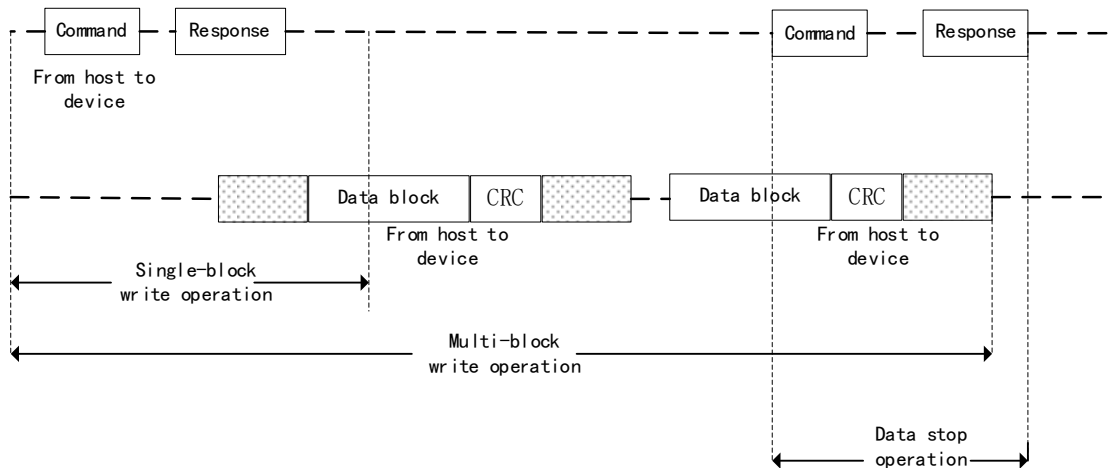 Command
Response
Command
Response
From host to
device
Data block
CRC
Data block
CRC
From host to
device
From host to
device
Single-block
write operation
Multi-block
write operation
Data stop
operation